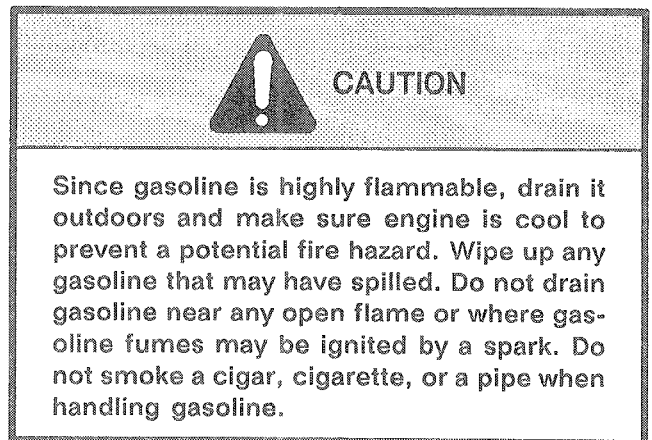 CAUTION
Since gasoline is highly flammable, drain it
outdoors and make sure engine is cool to
prevent a potential fire hazard. Wipe up any
gasoline that may have spilled. Do not drain
gasoline near any open flame or where gas-
oline fumes may be ignited by a spark. Do
not smoke a cigar, cigarette, or a pipe when
handling gasoline.